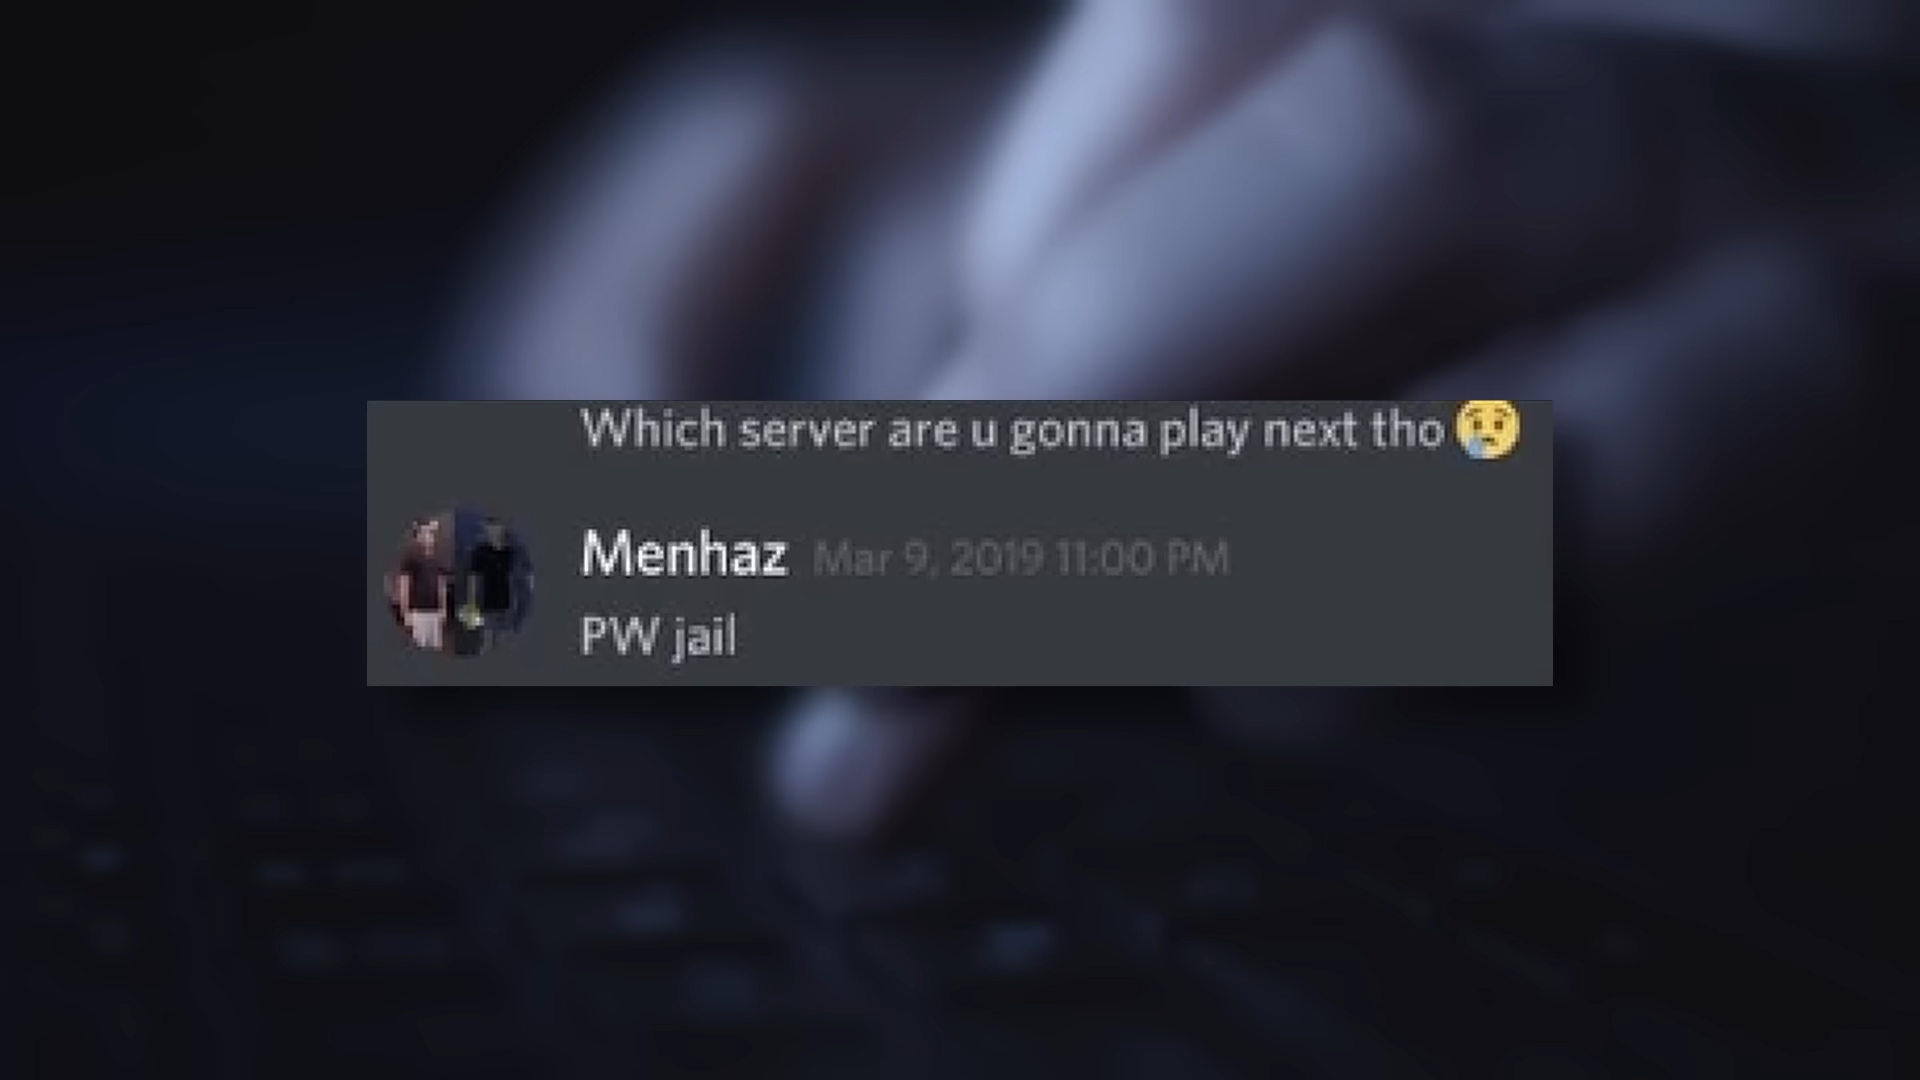 Which server are u gonna play next tho 😢
Menhaz Mar 9, 2019 11:00 PM
PW jail